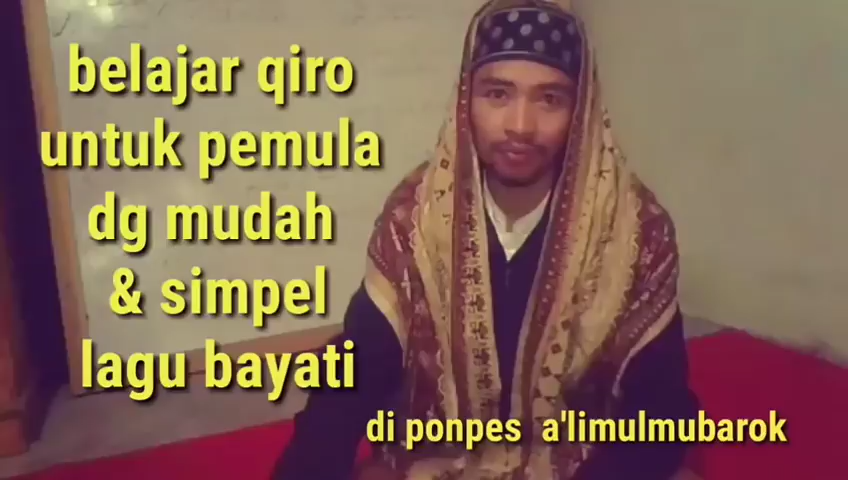 belajar qiro
untuk pemula
dg mudah
& simpel
lagu bayati
di ponpes a'limulmubarok